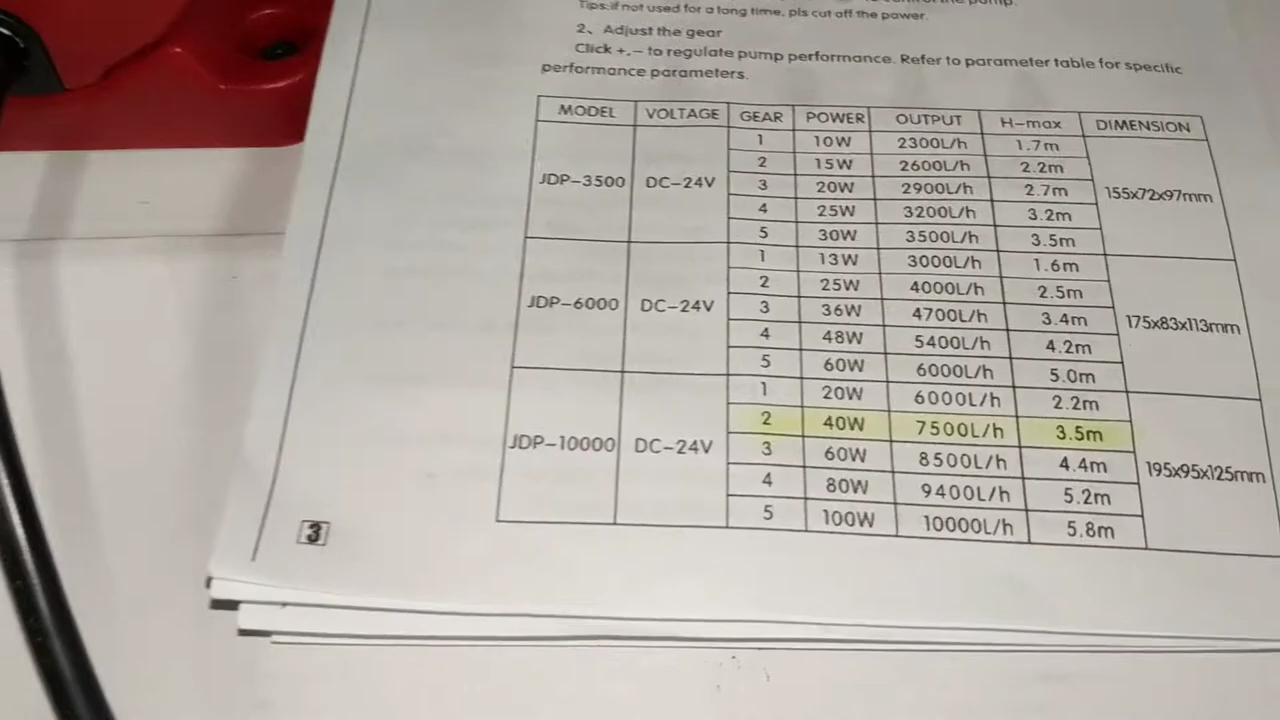 Tips:if not used for a long time, pls cut off the power.
2、Adjust the gear
Click +,− to regulate pump performance. Refer to parameter table for specific
performance parameters.
MODEL VOLTAGE GEAR POWER OUTPUT H−max DIMENSION
JDP−3500 DC−24V 1 10W 2300L/h 1.7m 155x72x97mm
2 15W 2600L/h 2.2m
3 20W 2900L/h 2.7m
4 25W 3200L/h 3.2m
5 30W 3500L/h 3.5m
JDP−6000 DC−24V 1 13W 3000L/h 1.6m 175x83x113mm
2 25W 4000L/h 2.5m
3 36W 4700L/h 3.4m
4 48W 5400L/h 4.2m
5 60W 6000L/h 5.0m
JDP−10000 DC−24V 1 20W 6000L/h 2.2m 195x95x125mm
2 40W 7500L/h 3.5m
3 60W 8500L/h 4.4m
4 80W 9400L/h 5.2m
5 100W 10000L/h 5.8m
3